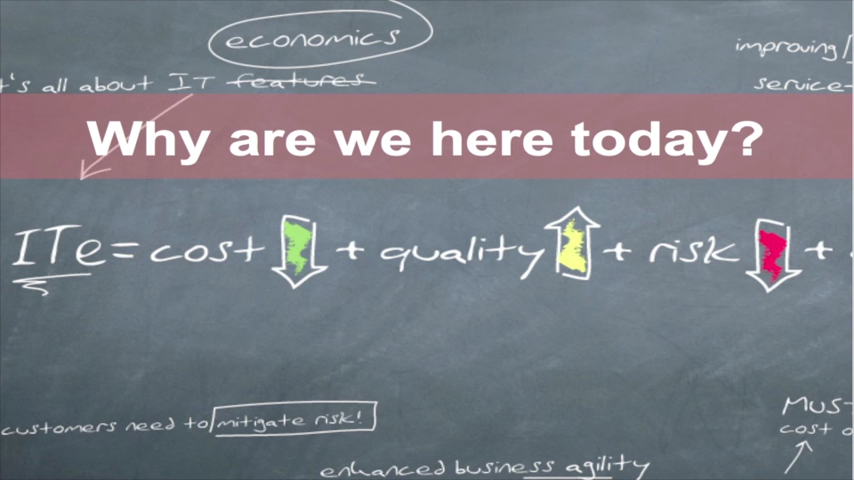 economics
improving
t's all about IT features
service-
Why are we here today?
ITe = cost + quality + risk +
customers need to mitigate risk!
MUST
cost o
enhanced business agility